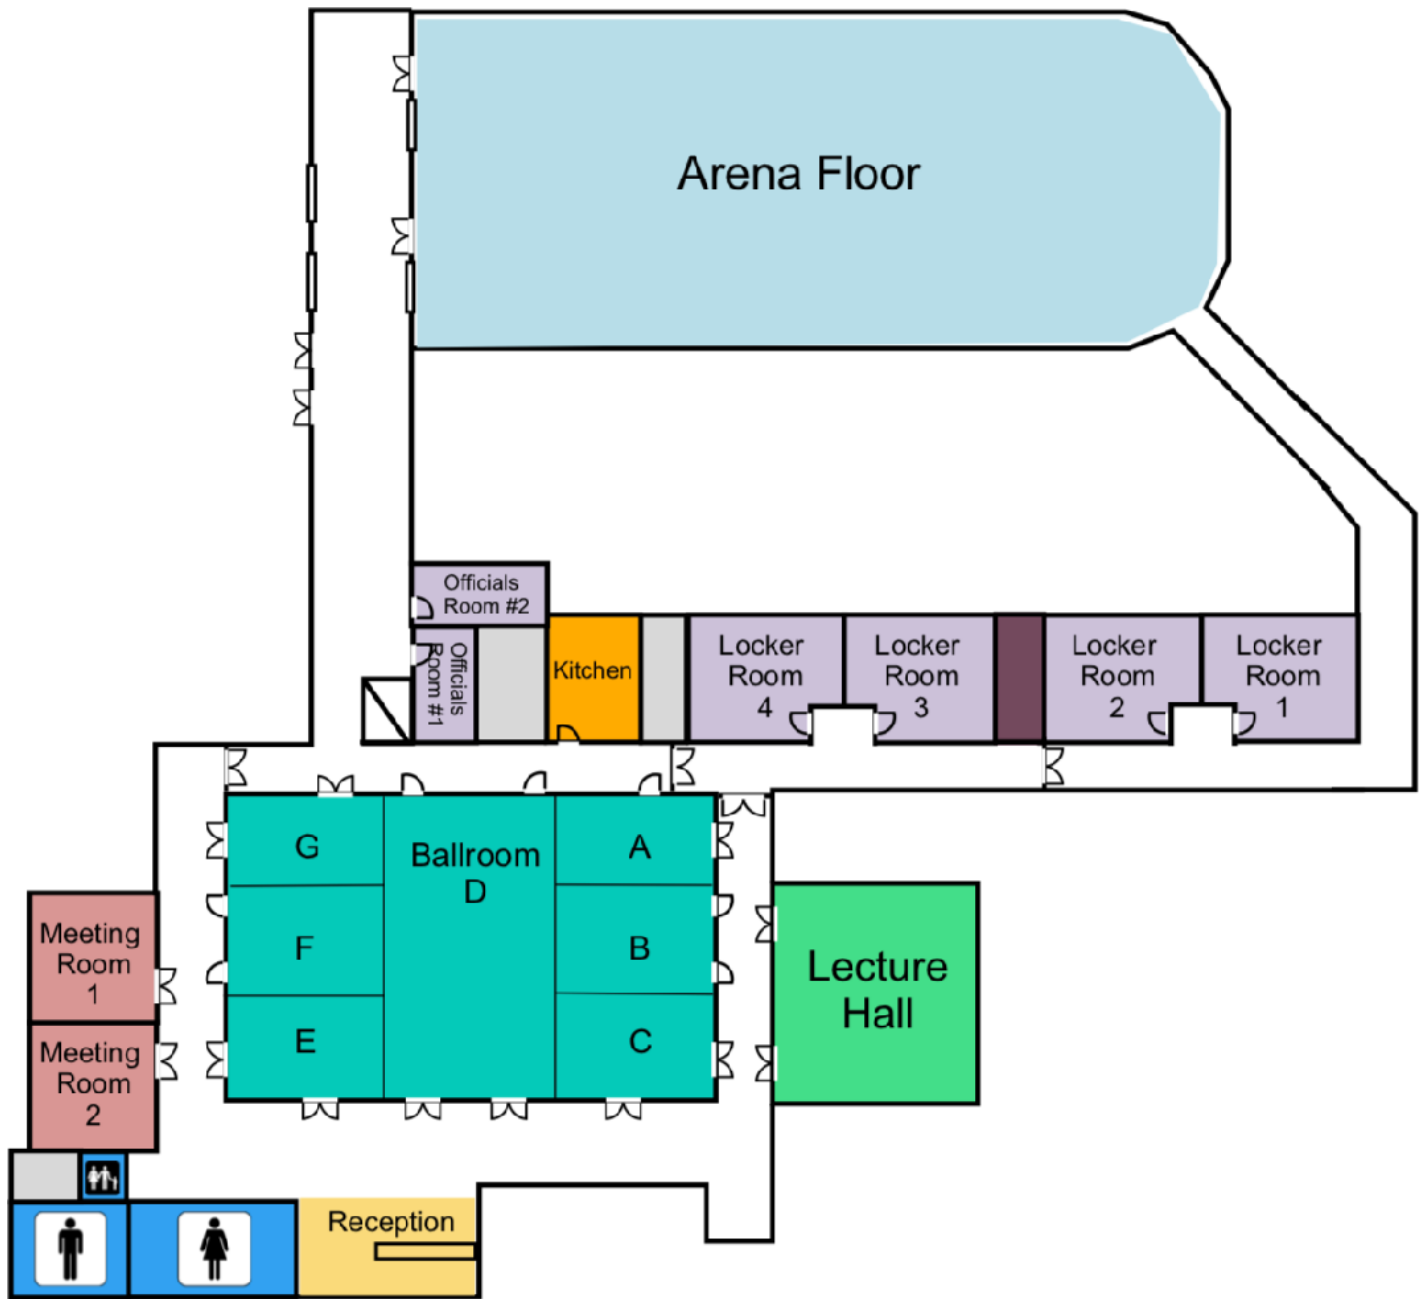 Arena Floor
Officials
Room #2
Officials
Room #1
Kitchen
Locker
Room
4
Locker
Room
3
Locker
Room
2
Locker
Room
1
G
Ballroom
D
A
F
B
E
C
Meeting
Room
1
Meeting
Room
2
Lecture
Hall
Reception